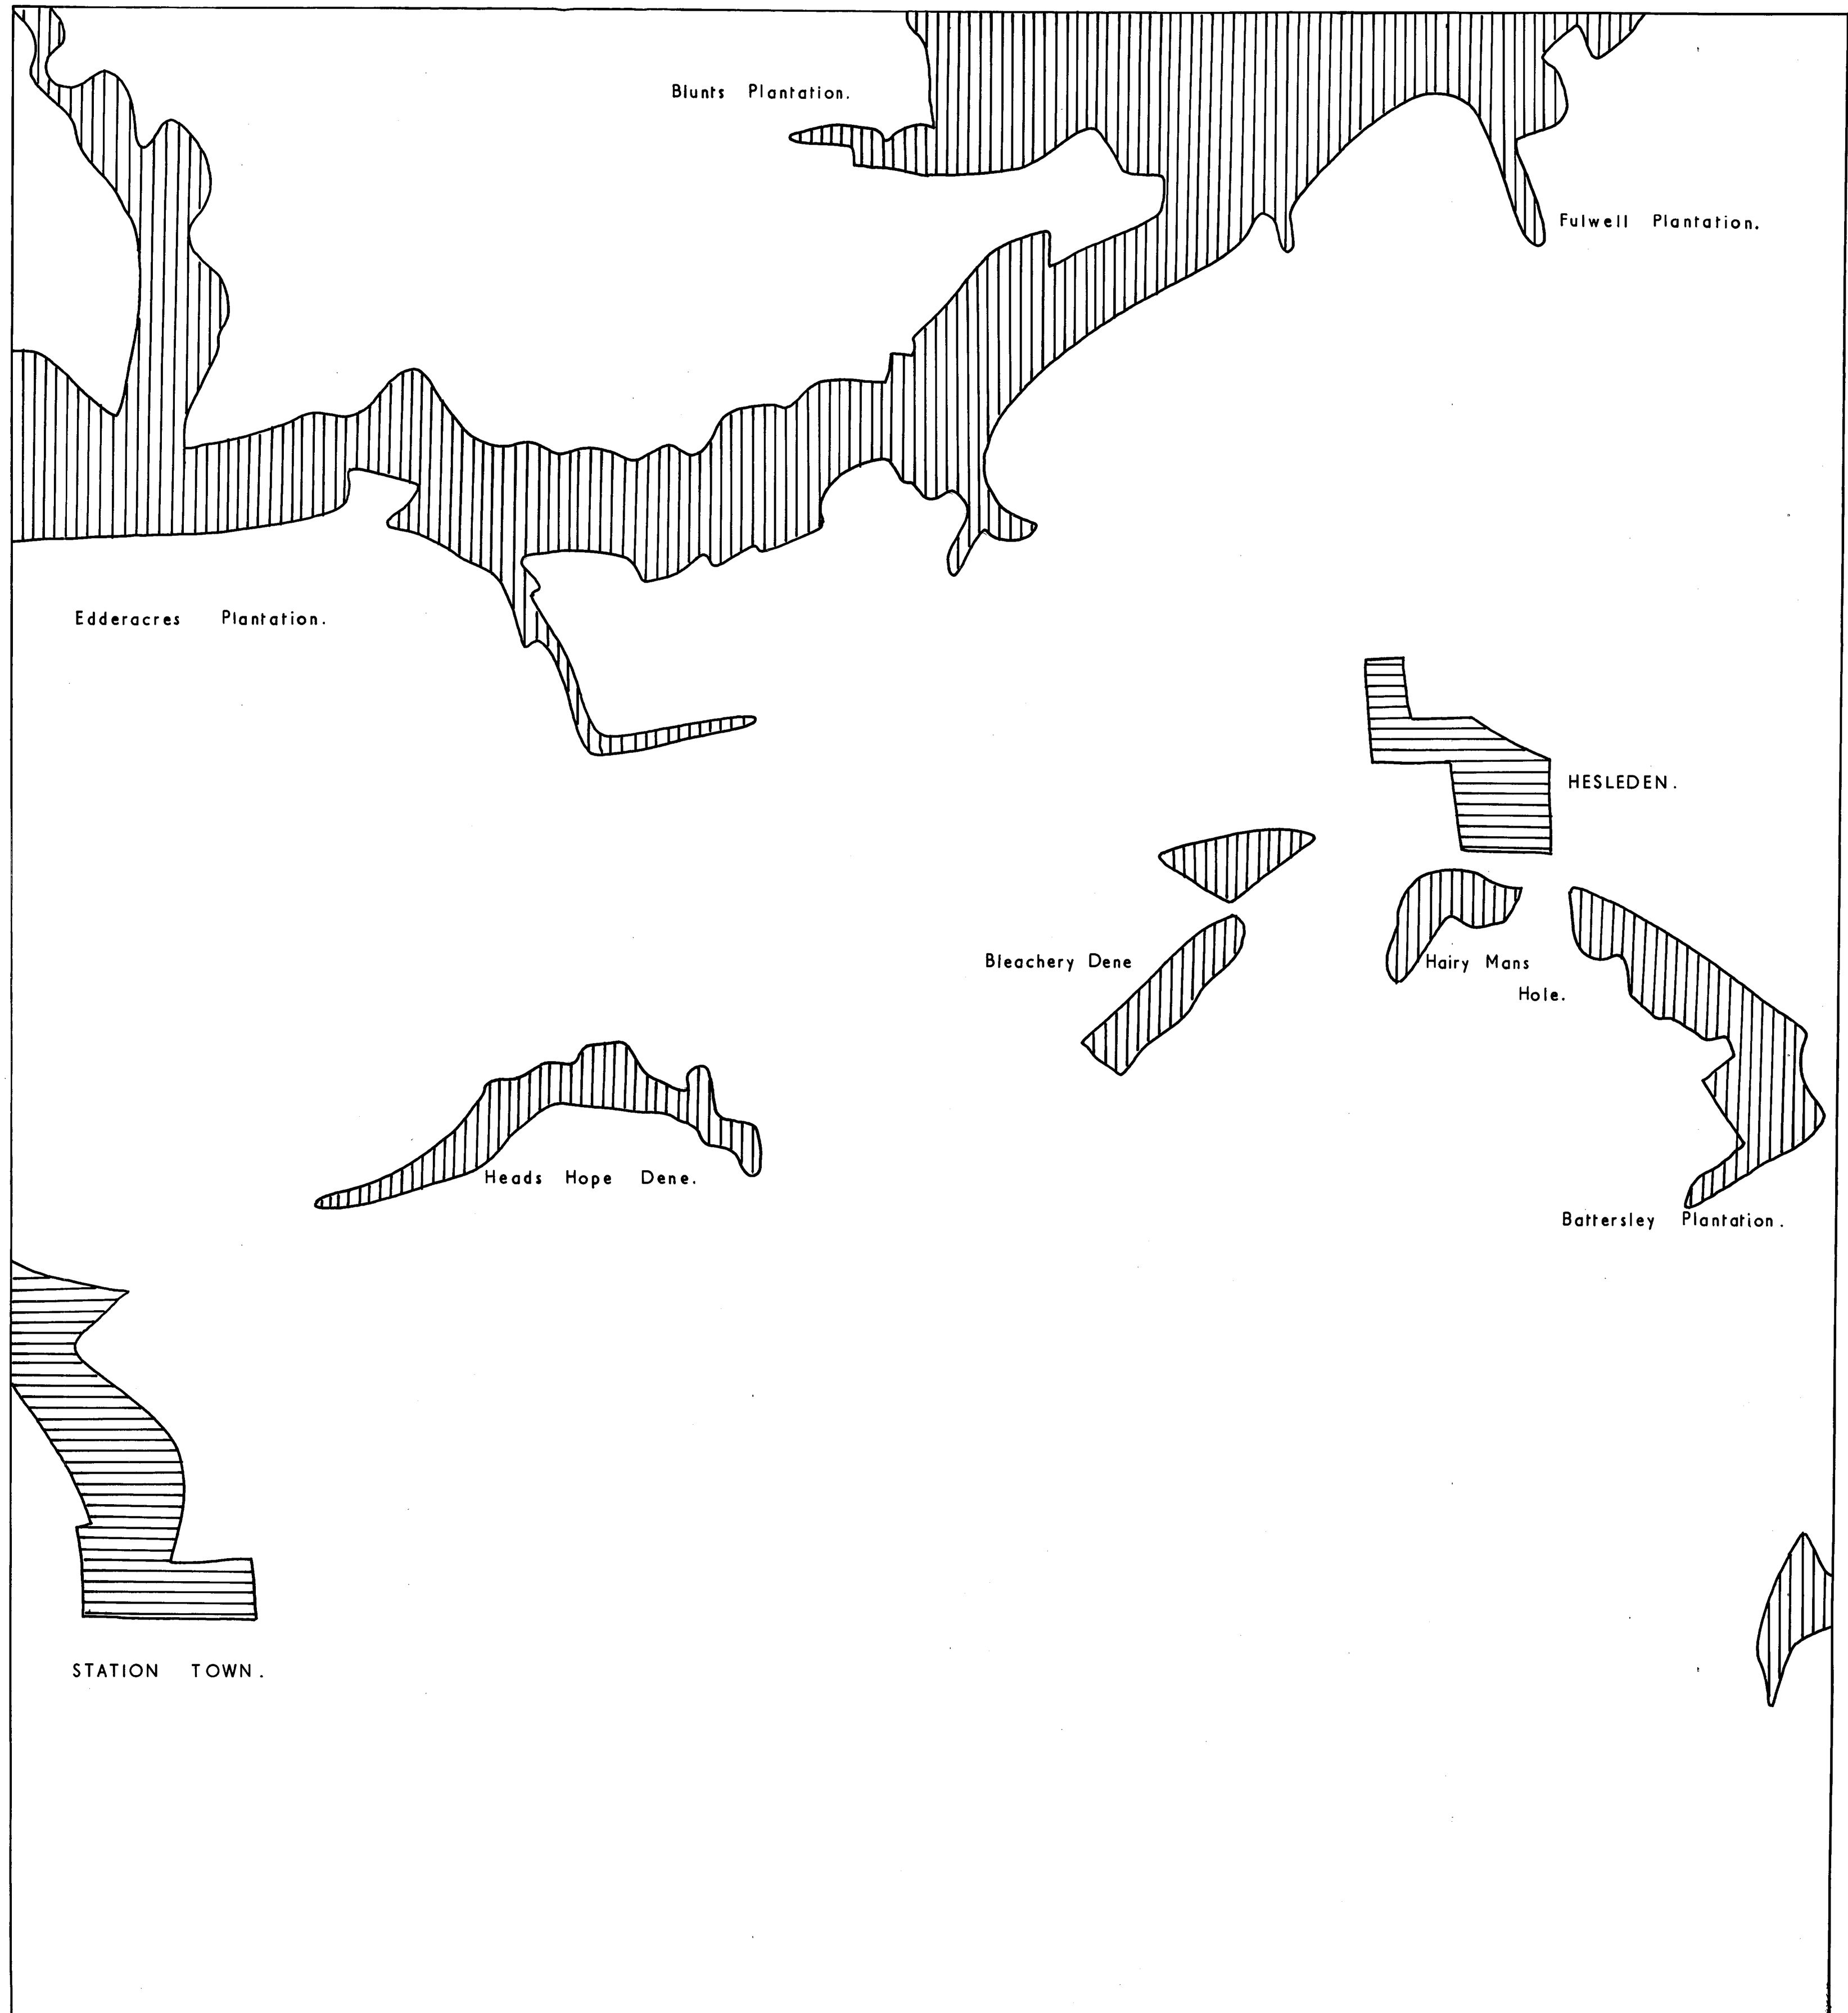 Blunts Plantation.
Fulwell Plantation.
Edderacres Plantation.
HESLEDEN.
Bleachery Dene
Hairy Mans
Hole.
Heads Hope Dene.
Battersley Plantation.
STATION TOWN.